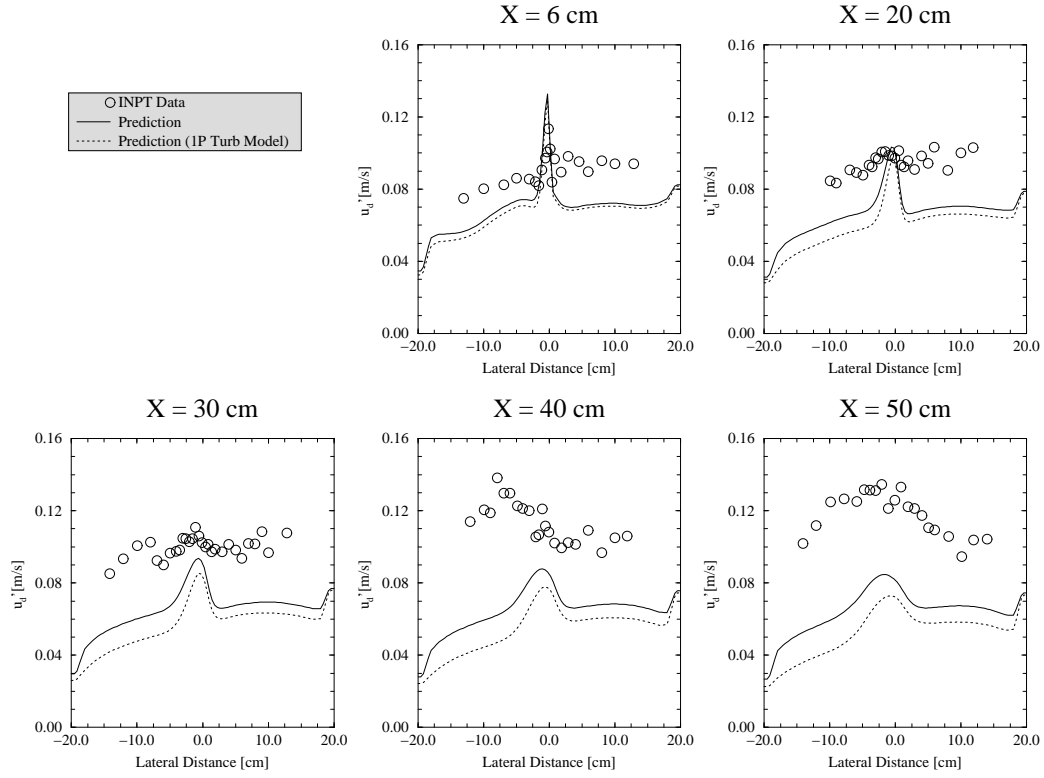 X = 6 cm
X = 20 cm
INPT Data
Prediction
Prediction (1P Turb Model)
0.16
0.12
0.08
0.04
0.00
u_d' [m/s]
−20.0 −10.0 0.0 10.0 20.0
Lateral Distance [cm]
0.16
0.12
0.08
0.04
0.00
u_d' [m/s]
−20.0 −10.0 0.0 10.0 20.0
Lateral Distance [cm]
X = 30 cm
X = 40 cm
X = 50 cm
0.16
0.12
0.08
0.04
0.00
u_d' [m/s]
−20.0 −10.0 0.0 10.0 20.0
Lateral Distance [cm]
0.16
0.12
0.08
0.04
0.00
u_d' [m/s]
−20.0 −10.0 0.0 10.0 20.0
Lateral Distance [cm]
0.16
0.12
0.08
0.04
0.00
u_d' [m/s]
−20.0 −10.0 0.0 10.0 20.0
Lateral Distance [cm]